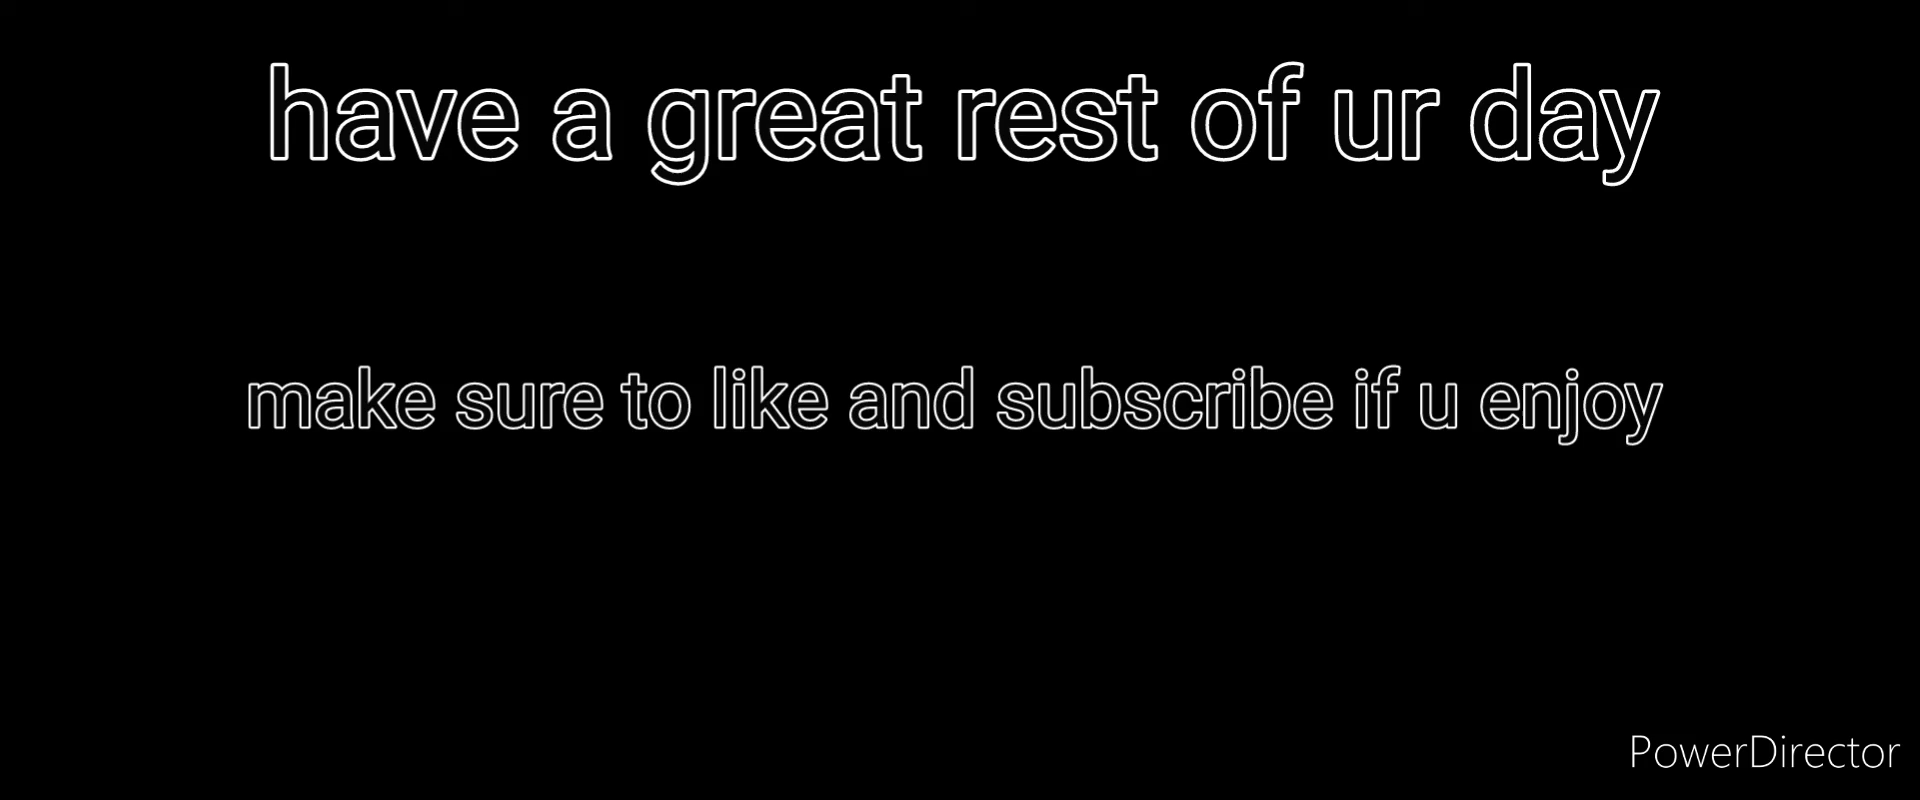 have a great rest of ur day
make sure to like and subscribe if u enjoy
PowerDirector